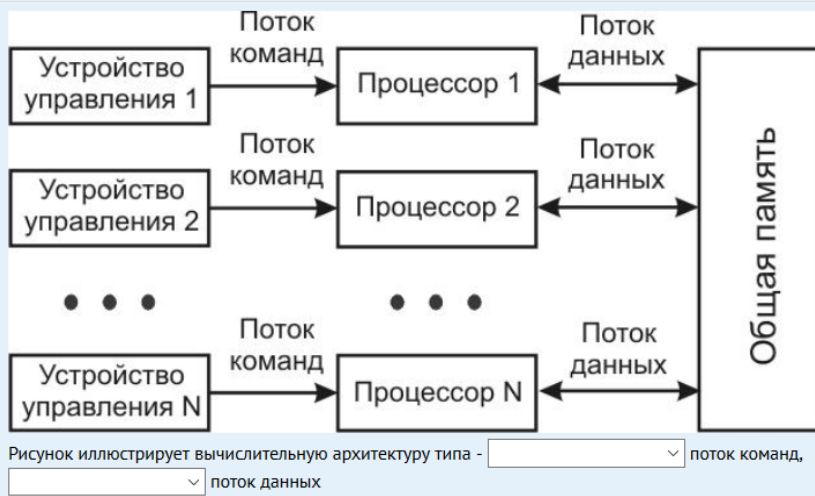 Поток
команд
Поток
данных
Устройство
управления 1
Процессор 1
Поток
команд
Поток
данных
Устройство
управления 2
Процессор 2
Общая память
Поток
команд
Поток
данных
Устройство
управления N
Процессор N
Рисунок иллюстрирует вычислительную архитектуру типа - поток команд,
поток данных